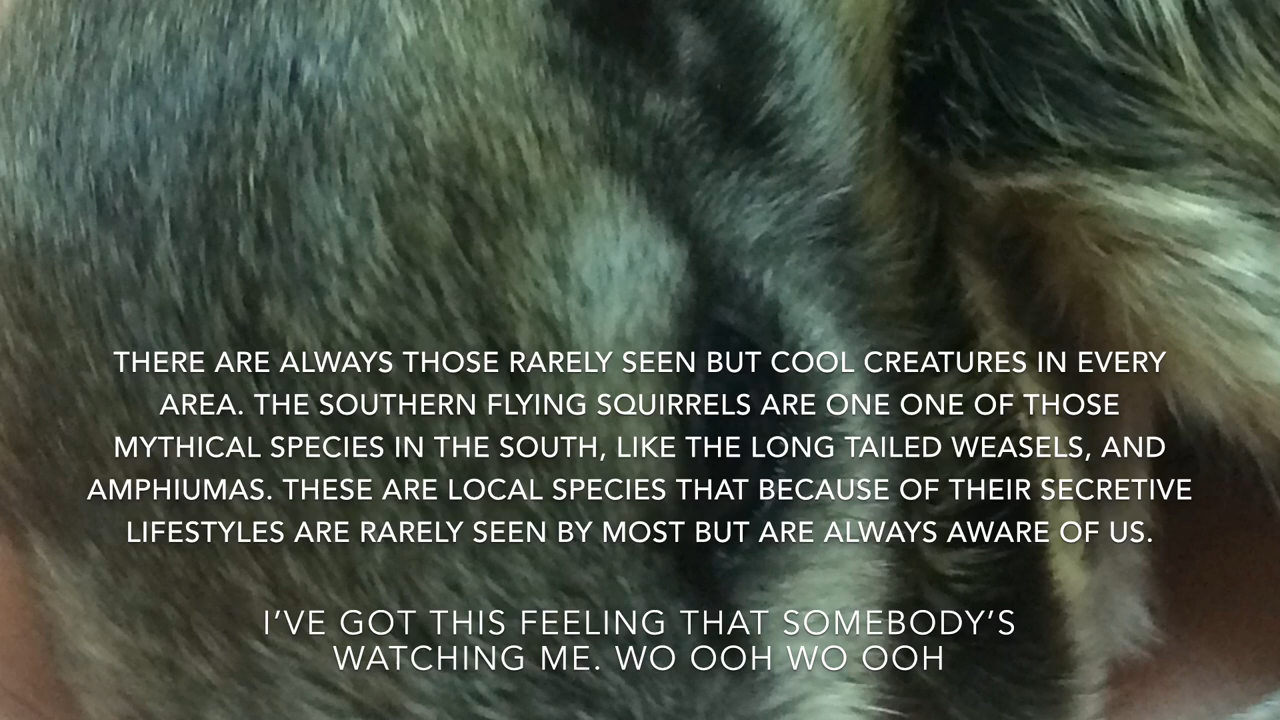 THERE ARE ALWAYS THOSE RARELY SEEN BUT COOL CREATURES IN EVERY
AREA. THE SOUTHERN FLYING SQUIRRELS ARE ONE ONE OF THOSE
MYTHICAL SPECIES IN THE SOUTH, LIKE THE LONG TAILED WEASELS, AND
AMPHIUMAS. THESE ARE LOCAL SPECIES THAT BECAUSE OF THEIR SECRETIVE
LIFESTYLES ARE RARELY SEEN BY MOST BUT ARE ALWAYS AWARE OF US.
I’VE GOT THIS FEELING THAT SOMEBODY’S
WATCHING ME. WO OOH WO OOH